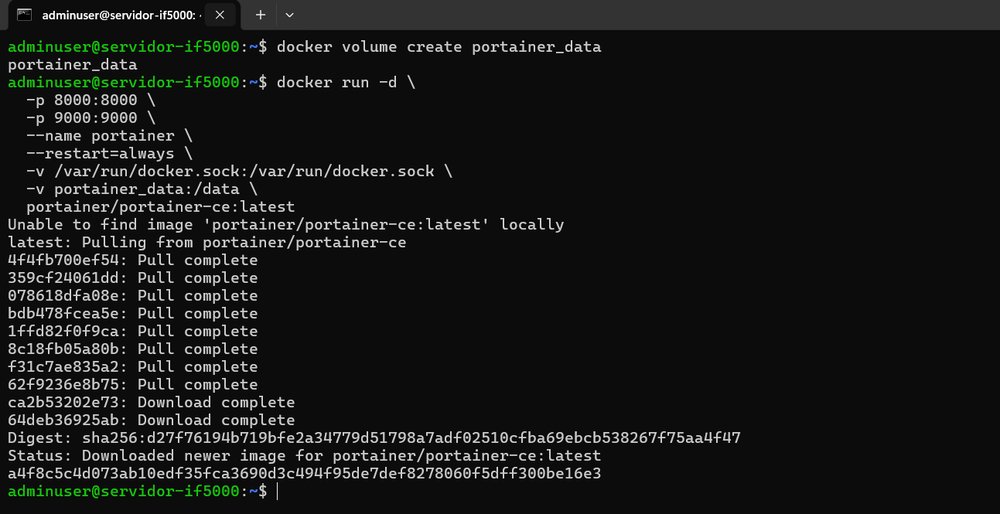 adminuser@servidor-if5000: 
adminuser@servidor-if5000:~$ docker volume create portainer_data
portainer_data
adminuser@servidor-if5000:~$ docker run -d \
  -p 8000:8000 \
  -p 9000:9000 \
  --name portainer \
  --restart=always \
  -v /var/run/docker.sock:/var/run/docker.sock \
  -v portainer_data:/data \
  portainer/portainer-ce:latest
Unable to find image 'portainer/portainer-ce:latest' locally
latest: Pulling from portainer/portainer-ce
4f4fb700ef54: Pull complete
359cf24061dd: Pull complete
078618dfa08e: Pull complete
bdb478fcea5e: Pull complete
1ffd82f0f9ca: Pull complete
8c18fb05a80b: Pull complete
f31c7ae835a2: Pull complete
62f9236e8b75: Pull complete
ca2b53202e73: Download complete
64deb36925ab: Download complete
Digest: sha256:d27f76194b719bfe2a34779d51798a7adf02510cfba69ebcb538267f75aa4f47
Status: Downloaded newer image for portainer/portainer-ce:latest
a4f8c5c4d073ab10edf35fca3690d3c494f95de7def8278060f5dff300be16e3
adminuser@servidor-if5000:~$